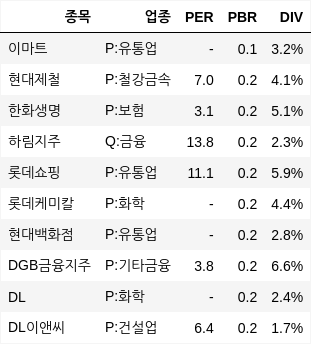 종목 업종 PER PBR DIV
이마트 P:유통업 - 0.1 3.2%
현대제철 P:철강금속 7.0 0.2 4.1%
한화생명 P:보험 3.1 0.2 5.1%
하림지주 Q:금융 13.8 0.2 2.3%
롯데쇼핑 P:유통업 11.1 0.2 5.9%
롯데케미칼 P:화학 - 0.2 4.4%
현대백화점 P:유통업 - 0.2 2.8%
DGB금융지주 P:기타금융 3.8 0.2 6.6%
DL P:화학 - 0.2 2.4%
DL이앤씨 P:건설업 6.4 0.2 1.7%